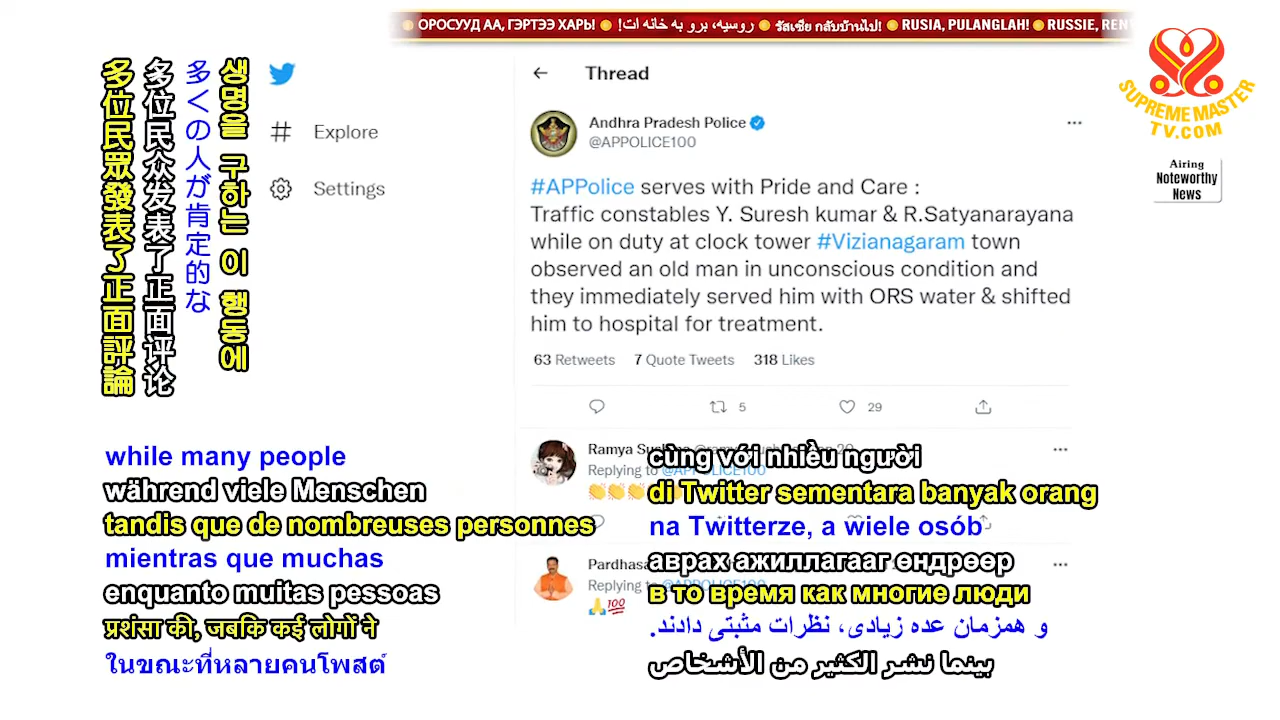 ОРОСУУД АА, ГЭРТЭЭ ХАРЬ! روسیه، برو به خانه ات! รัสเซีย กลับบ้านไป! RUSIA, PULANGLAH! RUSSIE,
SUPREME MASTER
TV.COM
Airing
Noteworthy
News
多位民眾發表了正面評論
多位民众发表了正面评论
多くの人が肯定的な
생명을 구하는 이 행동에
Explore
Settings
Thread
Andhra Pradesh Police
@APPOLICE100
#APPolice serves with Pride and Care :
Traffic constables Y. Suresh kumar & R.Satyanarayana
while on duty at clock tower #Vizianagaram town
observed an old man in unconscious condition and
they immediately served him with ORS water & shifted
him to hospital for treatment.
63 Retweets 7 Quote Tweets 318 Likes
5 29
Ramya
Replying to @APPOLICE100
👏👏👏
Replying to @APPOLICE100
🙏💯
while many people
während viele Menschen
tandis que de nombreuses personnes
mientras que muchas
enquanto muitas pessoas
प्रशंसा की, जबकि कई लोगों ने
ในขณะที่หลายคนโพสต์
cùng với nhiều người
di Twitter sementara banyak orang
na Twitterze, a wiele osób
аврах ажиллагааг өндрөөр
в то время как многие люди
و همزمان عده زیادی، نظرات مثبتی دادند.
بينما نشر الكثير من الأشخاص